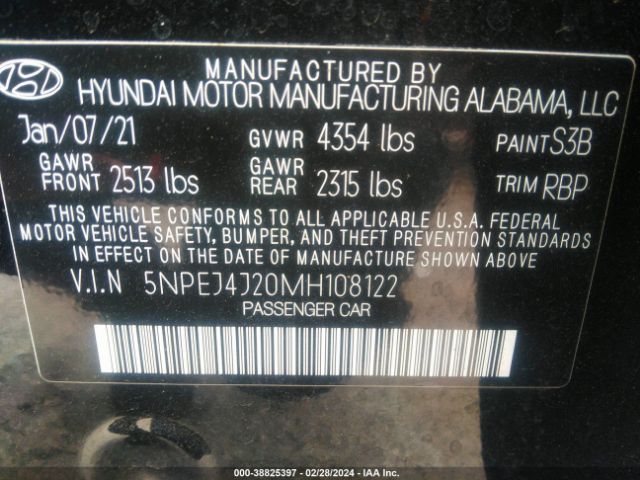 MANUFACTURED BY
HYUNDAI MOTOR MANUFACTURING ALABAMA, LLC
Jan/07/21 GVWR 4354 lbs PAINT S3B
GAWR FRONT 2513 lbs GAWR REAR 2315 lbs TRIM RBP
THIS VEHICLE CONFORMS TO ALL APPLICABLE U.S.A. FEDERAL
MOTOR VEHICLE SAFETY, BUMPER, AND THEFT PREVENTION STANDARDS
IN EFFECT ON THE DATE OF MANUFACTURE SHOWN ABOVE
V.I.N 5NPEJ4J20MH108122
PASSENGER CAR
000-38825397 - 02/28/2024 - IAA Inc.